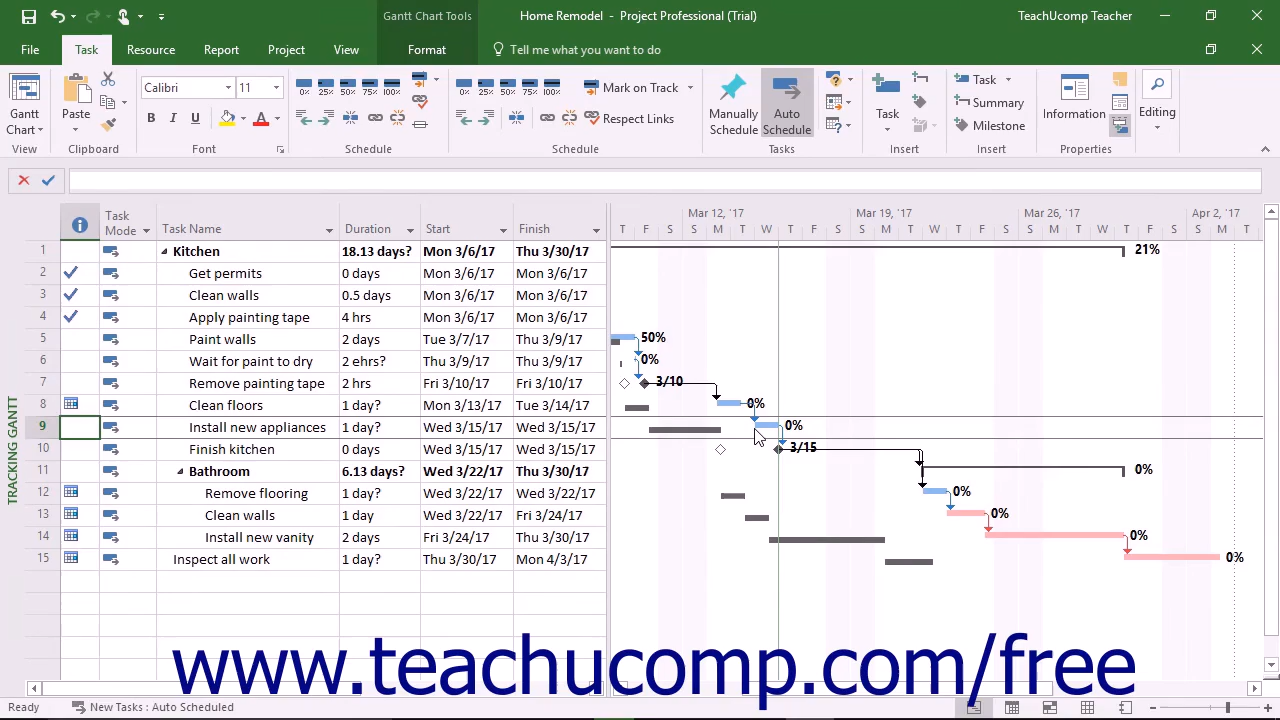 Gantt Chart Tools
Home Remodel - Project Professional (Trial)
TeachUcomp Teacher
File Task Resource Report Project View Format Tell me what you want to do
Gantt Chart
Paste
Clipboard
Calibri 11
B I U A
Font
0% 25% 50% 75% 100%
Schedule
0% 25% 50% 75% 100%
Mark on Track
Respect Links
Schedule
Manually Schedule
Auto Schedule
Tasks
Task
Insert
Task
Summary
Milestone
Insert
Information
Properties
Editing
Task Mode Task Name Duration Start Finish
Mar 12, '17 Mar 19, '17 Mar 26, '17 Apr 2, '17
T F S S M T W T F S S M T W T F S S M T W T F S S M T
1 Kitchen 18.13 days? Mon 3/6/17 Thu 3/30/17 21%
2 Get permits 0 days Mon 3/6/17 Mon 3/6/17
3 Clean walls 0.5 days Mon 3/6/17 Mon 3/6/17
4 Apply painting tape 4 hrs Mon 3/6/17 Mon 3/6/17
5 Paint walls 2 days Tue 3/7/17 Thu 3/9/17 50%
6 Wait for paint to dry 2 ehrs? Thu 3/9/17 Thu 3/9/17 0%
7 Remove painting tape 2 hrs Fri 3/10/17 Fri 3/10/17 3/10
8 Clean floors 1 day? Mon 3/13/17 Tue 3/14/17 0%
9 Install new appliances 1 day? Wed 3/15/17 Wed 3/15/17 0%
10 Finish kitchen 0 days Wed 3/15/17 Wed 3/15/17 3/15
11 Bathroom 6.13 days? Wed 3/22/17 Thu 3/30/17 0%
12 Remove flooring 1 day? Wed 3/22/17 Wed 3/22/17 0%
13 Clean walls 1 day Wed 3/22/17 Fri 3/24/17 0%
14 Install new vanity 2 days Fri 3/24/17 Thu 3/30/17 0%
15 Inspect all work 1 day? Thu 3/30/17 Mon 4/3/17 0%
TRACKING GANTT
www.teachucomp.com/free
Ready New Tasks : Auto Scheduled